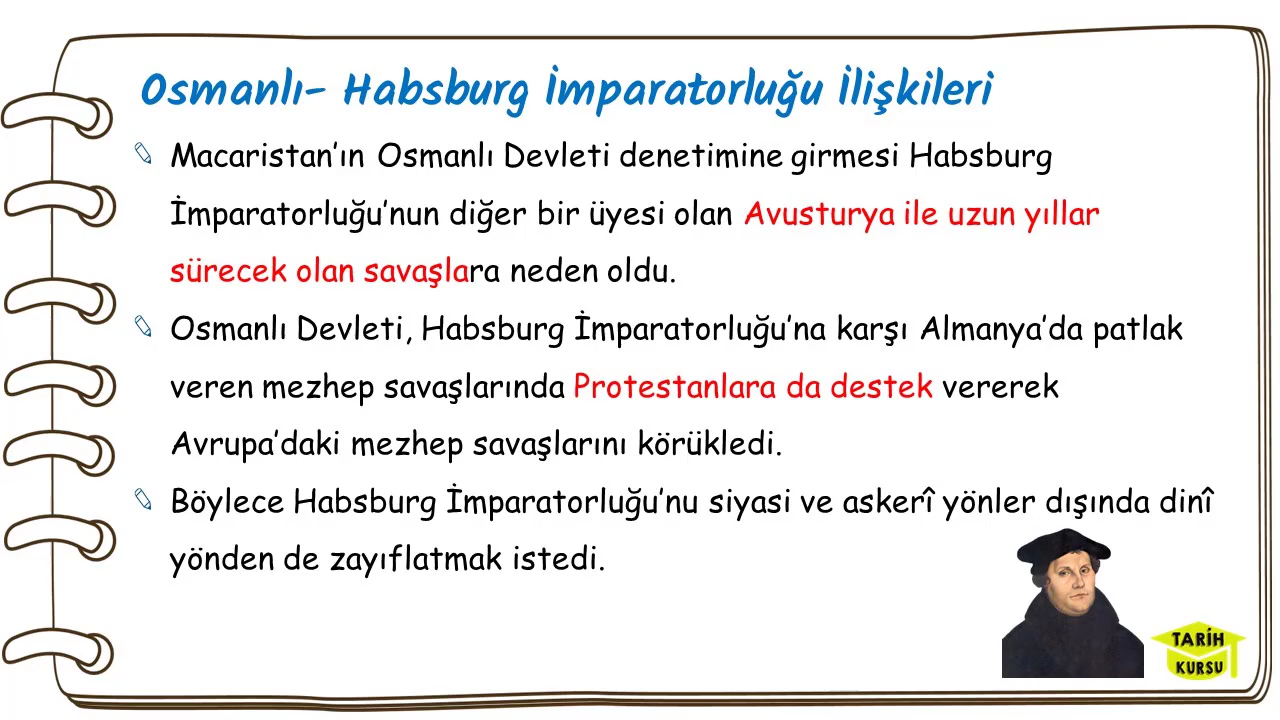 Osmanlı- Habsburg İmparatorluğu İlişkileri
Macaristan’ın Osmanlı Devleti denetimine girmesi Habsburg
İmparatorluğu’nun diğer bir üyesi olan Avusturya ile uzun yıllar
sürecek olan savaşlara neden oldu.
Osmanlı Devleti, Habsburg İmparatorluğu’na karşı Almanya’da patlak
veren mezhep savaşlarında Protestanlara da destek vererek
Avrupa’daki mezhep savaşlarını körükledi.
Böylece Habsburg İmparatorluğu’nu siyasi ve askerî yönler dışında dinî
yönden de zayıflatmak istedi.
TARİH
KURSU